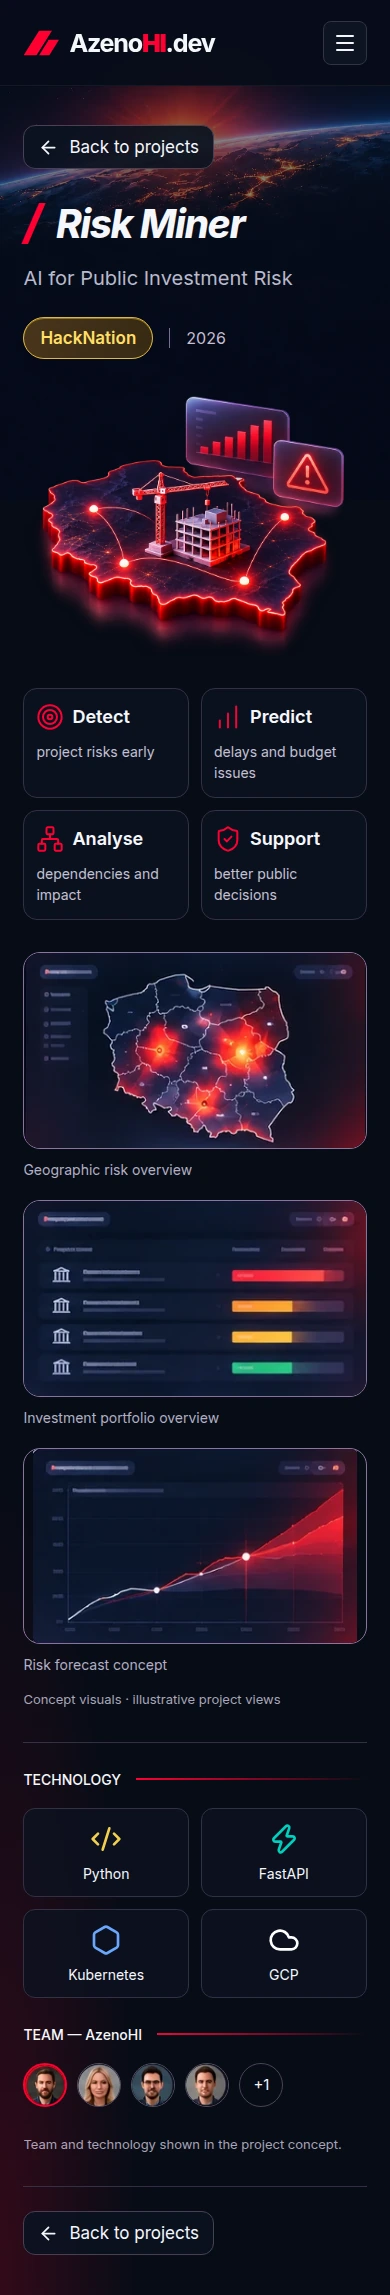 AzenoHI.dev
Back to projects
/ Risk Miner
AI for Public Investment Risk
HackNation
2026
Detect
project risks early
Predict
delays and budget
issues
Analyse
dependencies and
impact
Support
better public
decisions
Geographic risk overview
Investment portfolio overview
Risk forecast concept
Concept visuals · illustrative project views
TECHNOLOGY
Python
FastAPI
Kubernetes
GCP
TEAM — AzenoHI
+1
Team and technology shown in the project concept.
Back to projects